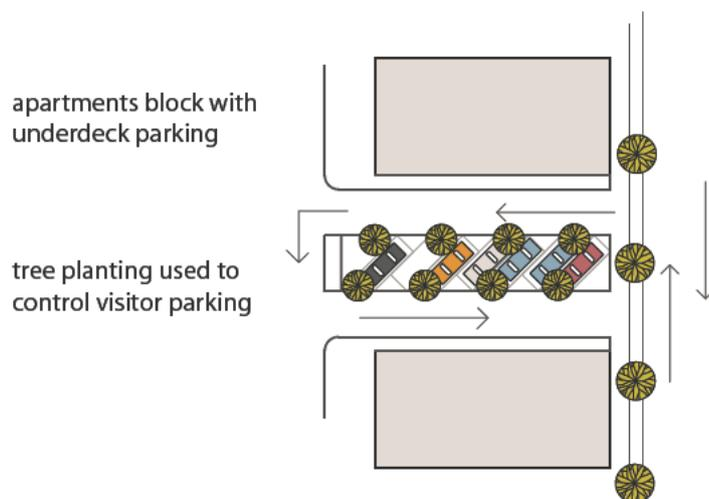 apartments block with
underdeck parking
tree planting used to
control visitor parking